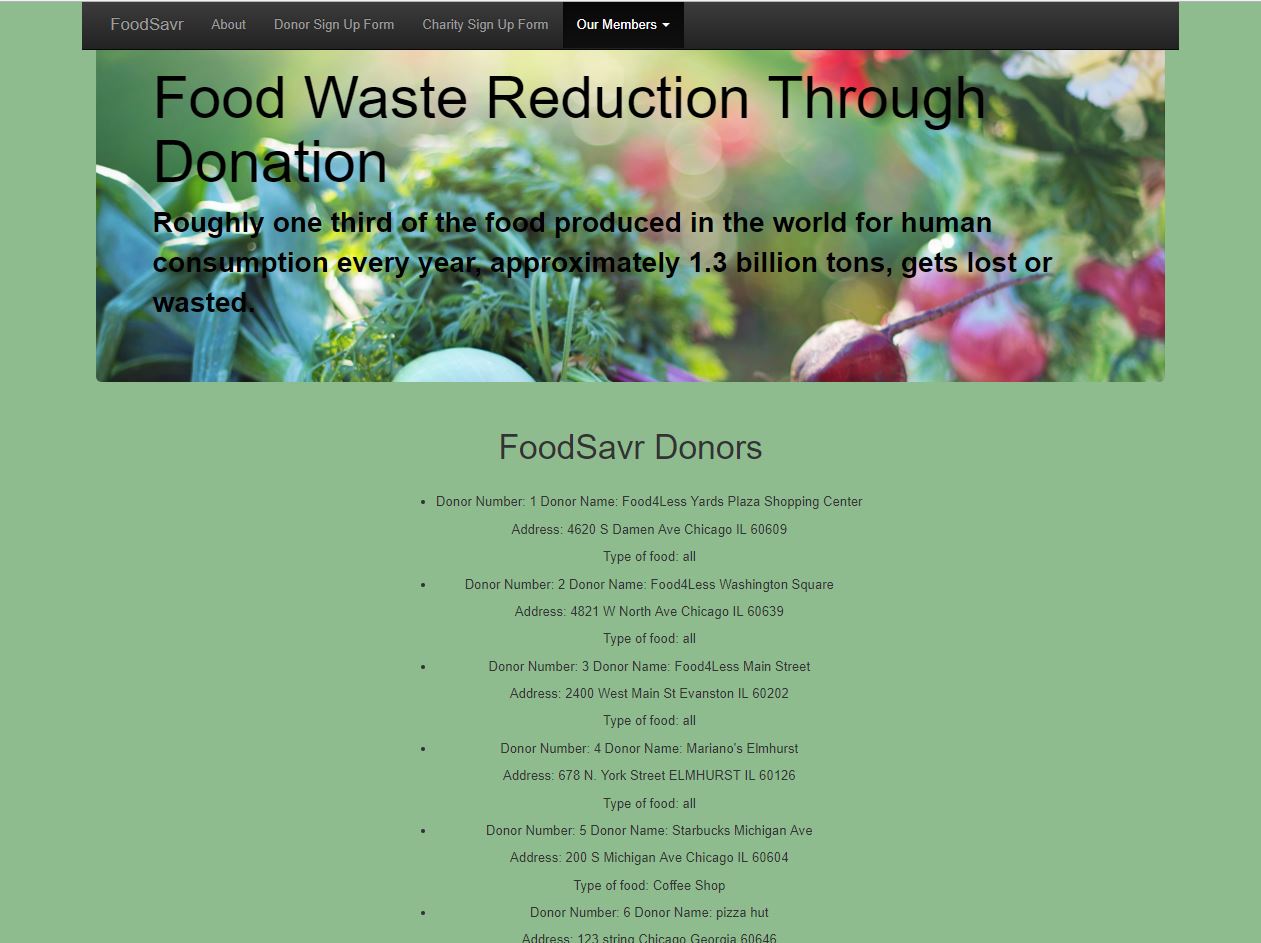 FoodSavr About Donor Sign Up Form Charity Sign Up Form Our Members
Food Waste Reduction Through
Donation
Roughly one third of the food produced in the world for human
consumption every year, approximately 1.3 billion tons, gets lost or
wasted.
FoodSavr Donors
• Donor Number: 1 Donor Name: Food4Less Yards Plaza Shopping Center
Address: 4620 S Damen Ave Chicago IL 60609
Type of food: all
• Donor Number: 2 Donor Name: Food4Less Washington Square
Address: 4821 W North Ave Chicago IL 60639
Type of food: all
• Donor Number: 3 Donor Name: Food4Less Main Street
Address: 2400 West Main St Evanston IL 60202
Type of food: all
• Donor Number: 4 Donor Name: Mariano's Elmhurst
Address: 678 N. York Street ELMHURST IL 60126
Type of food: all
• Donor Number: 5 Donor Name: Starbucks Michigan Ave
Address: 200 S Michigan Ave Chicago IL 60604
Type of food: Coffee Shop
• Donor Number: 6 Donor Name: pizza hut
Address: 123 string Chicago Georgia 60646